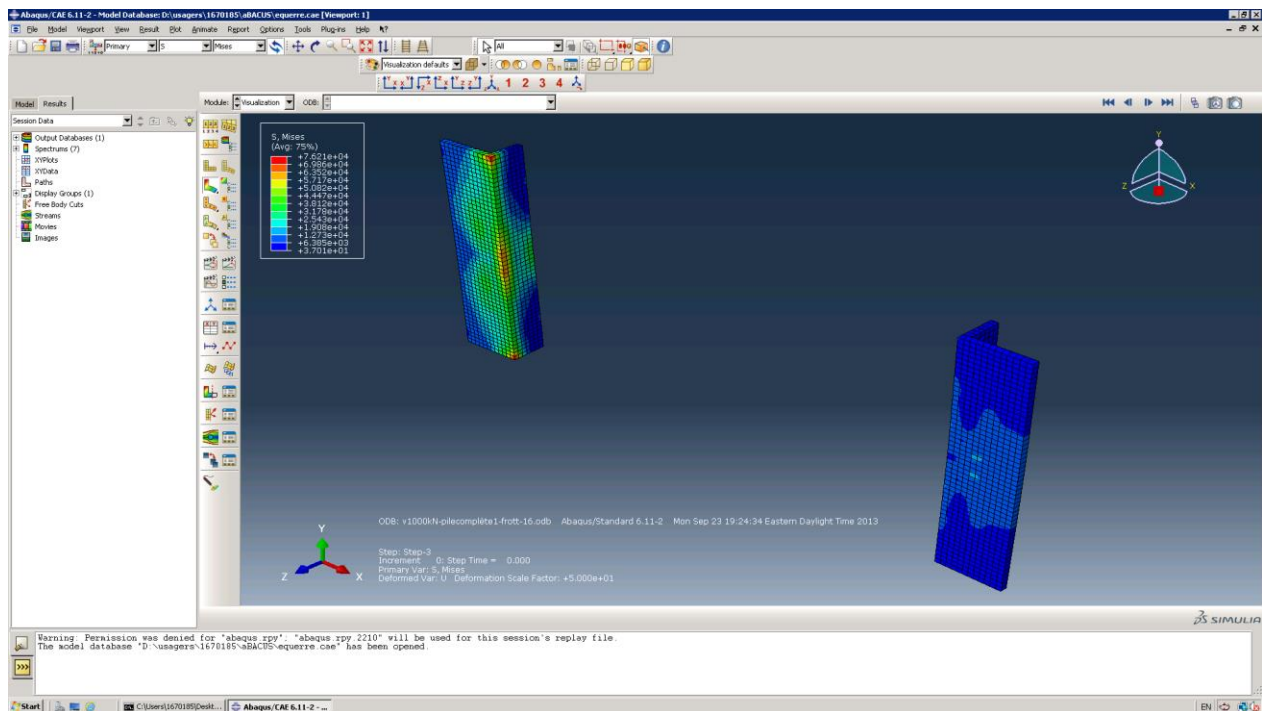 Abaqus/CAE 6.11-2 - Model Database: D:\usagers\1670185\aBACUS\equerre.cae [Viewport: 1]
File Model Viewport View Result Plot Animate Report Options Tools Plug-ins Help
Primary S Mises All
Visualization defaults
1 2 3 4
Model Results Module: Visualization ODB:
Session Data
Output Databases (1)
Spectrums (7)
XYPlots
XYData
Paths
Display Groups (1)
Free Body Cuts
Streams
Movies
Images
S, Mises
(Avg: 75%)
+7.621e+04
+6.986e+04
+6.352e+04
+5.717e+04
+5.082e+04
+4.447e+04
+3.812e+04
+3.178e+04
+2.543e+04
+1.908e+04
+1.273e+04
+6.385e+03
+3.701e+01
Y
Z X
ODB: v1000kN-pilecomplète1-frott-16.odb Abaqus/Standard 6.11-2 Mon Sep 23 19:24:34 Eastern Daylight Time 2013
Y
Z X
Step: Step-3
Increment 0: Step Time = 0.000
Primary Var: S, Mises
Deformed Var: U Deformation Scale Factor: +5.000e+01
SIMULIA
Warning: Permission was denied for "abaqus.rpy"; "abaqus.rpy.2210" will be used for this session's replay file.
The model database "D:\usagers\1670185\aBACUS\equerre.cae" has been opened.
>>>
Start C:\Users\1670185\Deskt... Abaqus/CAE 6.11-2 - ... EN